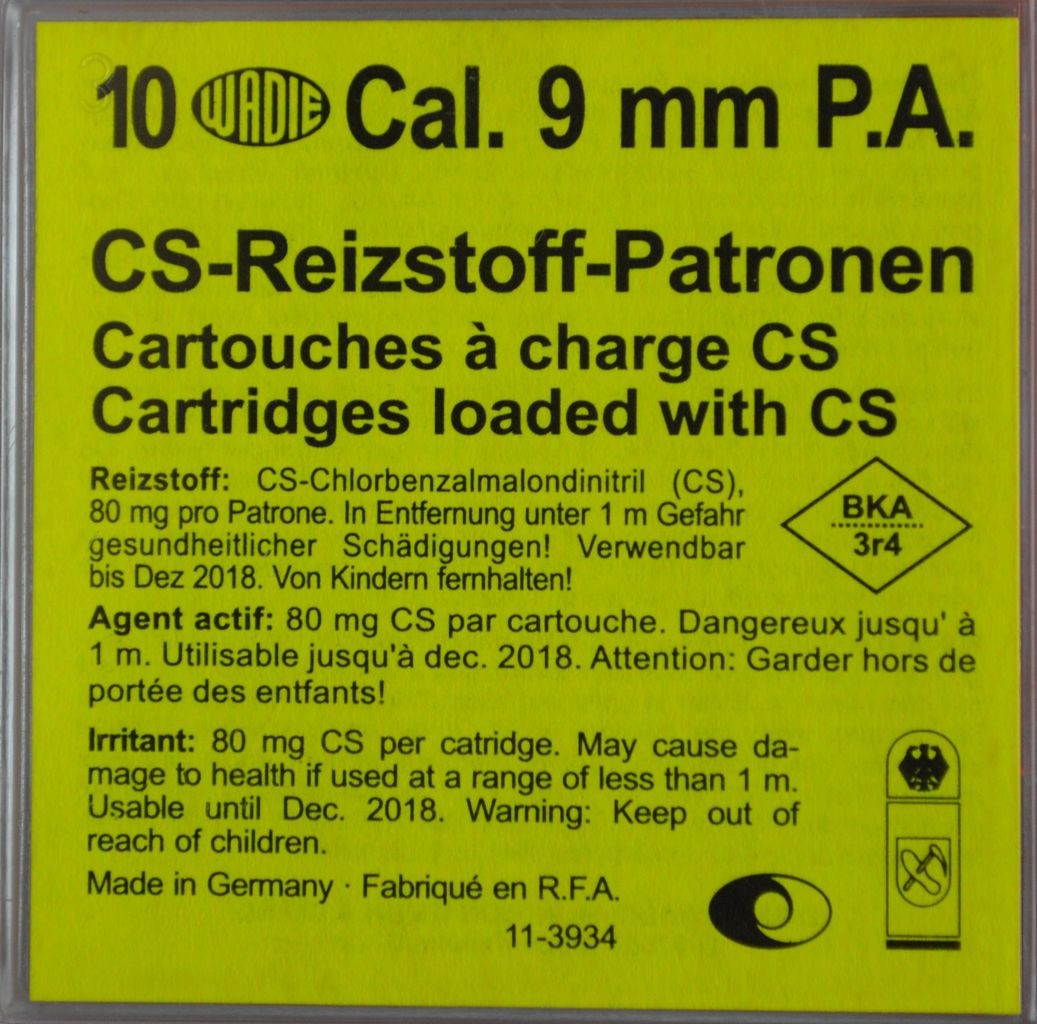 10 WADIE Cal. 9 mm P.A.
CS-Reizstoff-Patronen
Cartouches à charge CS
Cartridges loaded with CS
Reizstoff: CS-Chlorbenzalmalondinitril (CS),
80 mg pro Patrone. In Entfernung unter 1 m Gefahr
gesundheitlicher Schädigungen! Verwendbar
bis Dez 2018. Von Kindern fernhalten!
BKA
3r4
Agent actif: 80 mg CS par cartouche. Dangereux jusqu' à
1 m. Utilisable jusqu'à dec. 2018. Attention: Garder hors de
portée des entfants!
Irritant: 80 mg CS per catridge. May cause da-
mage to health if used at a range of less than 1 m.
Usable until Dec. 2018. Warning: Keep out of
reach of children.
Made in Germany · Fabriqué en R.F.A.
11-3934